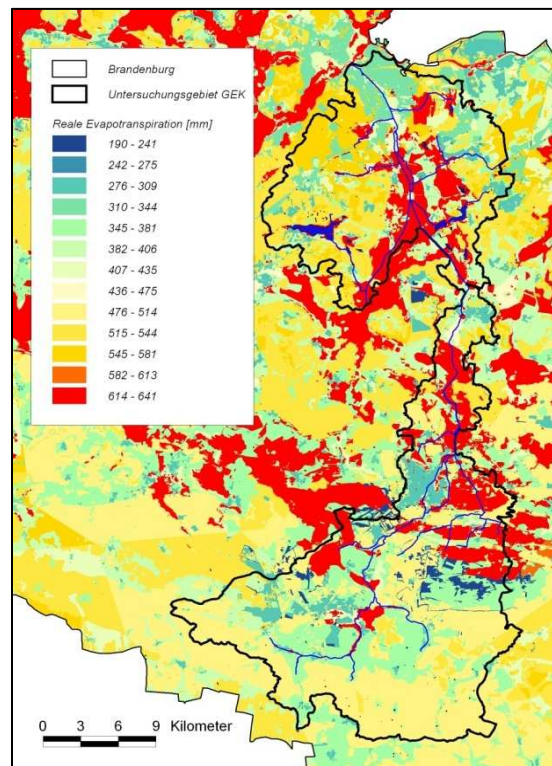 Brandenburg
Untersuchungsgebiet GEK
Reale Evapotranspiration [mm]
190 - 241
242 - 275
276 - 309
310 - 344
345 - 381
382 - 406
407 - 435
436 - 475
476 - 514
515 - 544
545 - 581
582 - 613
614 - 641
0 3 6 9 Kilometer